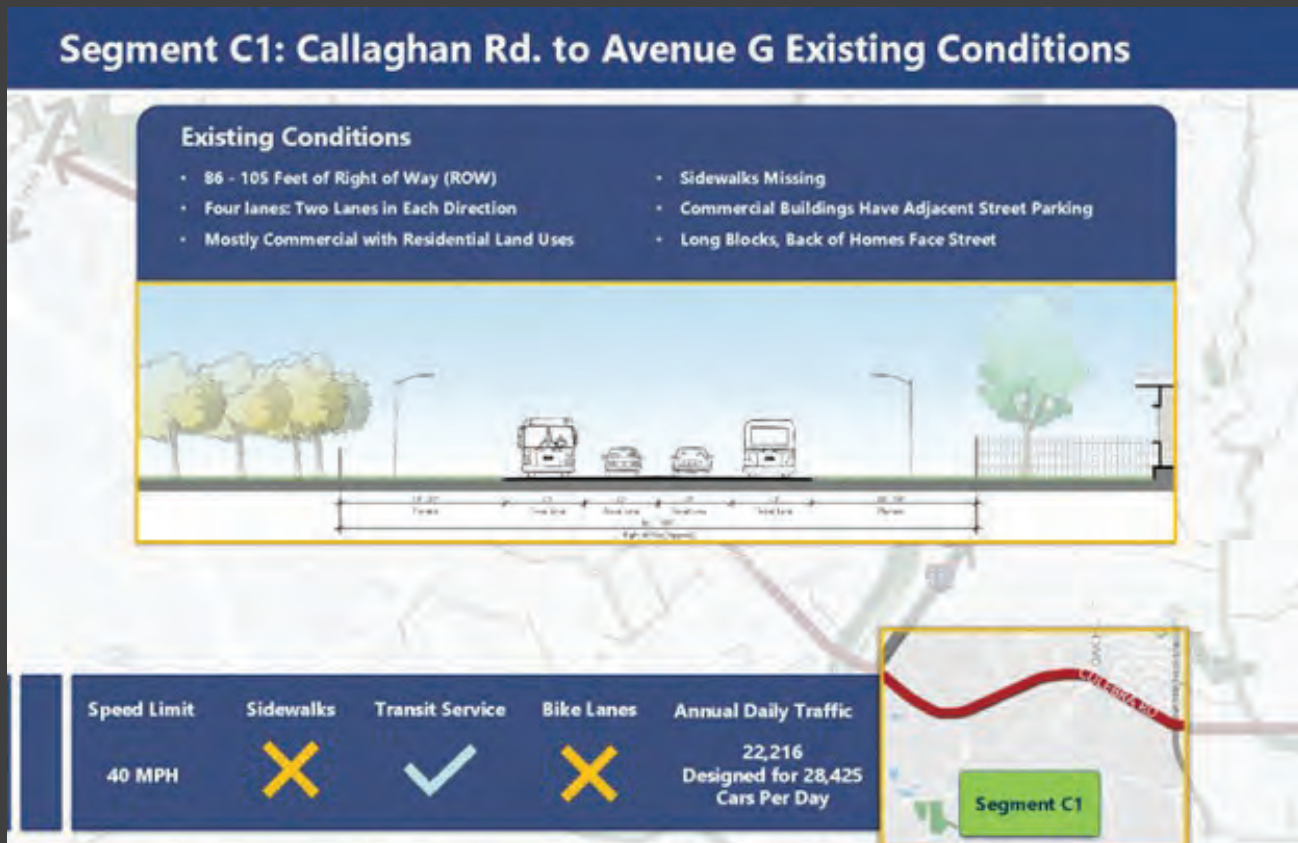 Segment C1: Callaghan Rd. to Avenue G Existing Conditions
Existing Conditions
• 86 - 105 Feet of Right of Way (ROW)
• Four lanes: Two Lanes in Each Direction
• Mostly Commercial with Residential Land Uses
• Sidewalks Missing
• Commercial Buildings Have Adjacent Street Parking
• Long Blocks, Back of Homes Face Street
Speed Limit
40 MPH
Sidewalks
Transit Service
Bike Lanes
Annual Daily Traffic
22,216
Designed for 28,425
Cars Per Day
CULEBRA RD
Segment C1